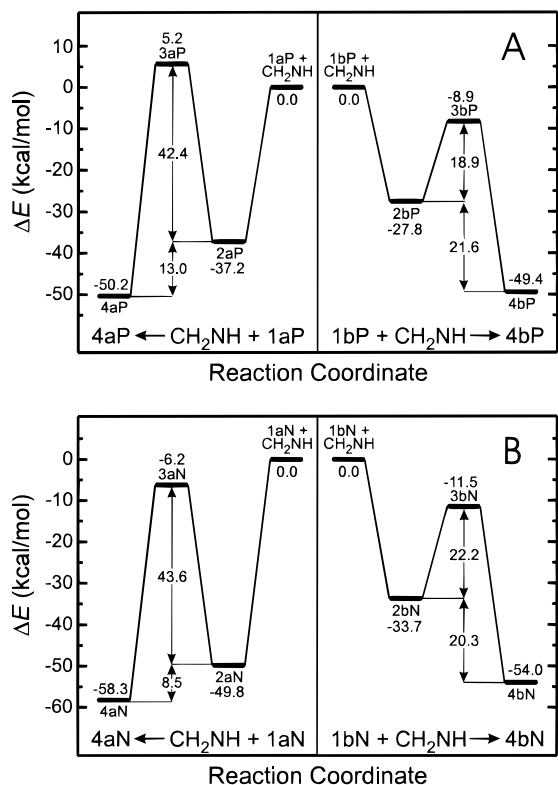 A
ΔE (kcal/mol)
10
0
-10
-20
-30
-40
-50
5.2
3aP
1aP +
CH₂NH
0.0
42.4
2aP
-37.2
13.0
-50.2
4aP
1bP +
CH₂NH
0.0
-8.9
3bP
18.9
2bP
-27.8
21.6
-49.4
4bP
4aP ← CH₂NH + 1aP
1bP + CH₂NH → 4bP
Reaction Coordinate
B
ΔE (kcal/mol)
0
-10
-20
-30
-40
-50
-60
-6.2
3aN
1aN +
CH₂NH
0.0
43.6
2aN
-49.8
8.5
-58.3
4aN
1bN +
CH₂NH
0.0
-11.5
3bN
22.2
2bN
-33.7
20.3
-54.0
4bN
4aN ← CH₂NH + 1aN
1bN + CH₂NH → 4bN
Reaction Coordinate